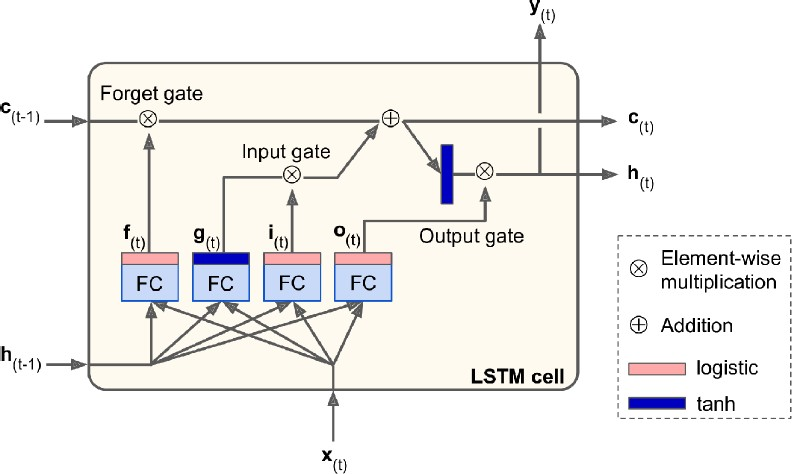 y(t)
Forget gate
c(t-1)
c(t)
Input gate
h(t)
f(t)
g(t)
i(t)
o(t)
Output gate
FC
FC
FC
FC
Element-wise
multiplication
Addition
h(t-1)
LSTM cell
logistic
tanh
x(t)